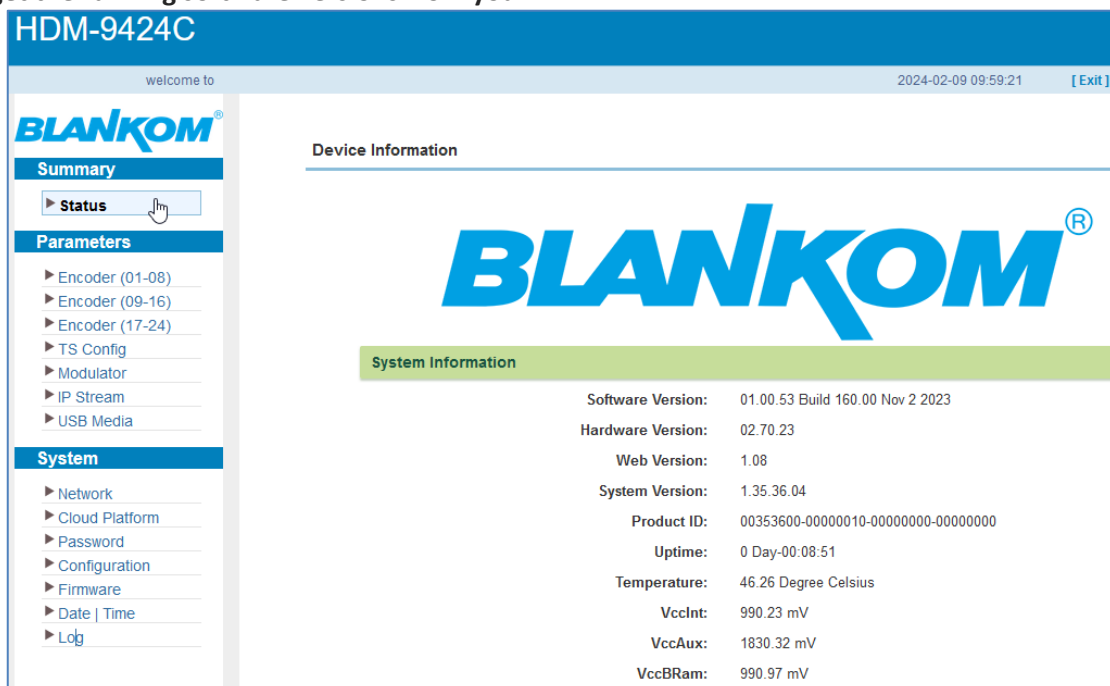 HDM-9424C
welcome to
2024-02-09 09:59:21 [ Exit ]
BLANKOM®
Summary
Status
Parameters
Encoder (01-08)
Encoder (09-16)
Encoder (17-24)
TS Config
Modulator
IP Stream
USB Media
System
Network
Cloud Platform
Password
Configuration
Firmware
Date | Time
Log
Device Information
BLANKOM®
System Information
Software Version: 01.00.53 Build 160.00 Nov 2 2023
Hardware Version: 02.70.23
Web Version: 1.08
System Version: 1.35.36.04
Product ID: 00353600-00000010-00000000-00000000
Uptime: 0 Day-00:08:51
Temperature: 46.26 Degree Celsius
VccInt: 990.23 mV
VccAux: 1830.32 mV
VccBRam: 990.97 mV